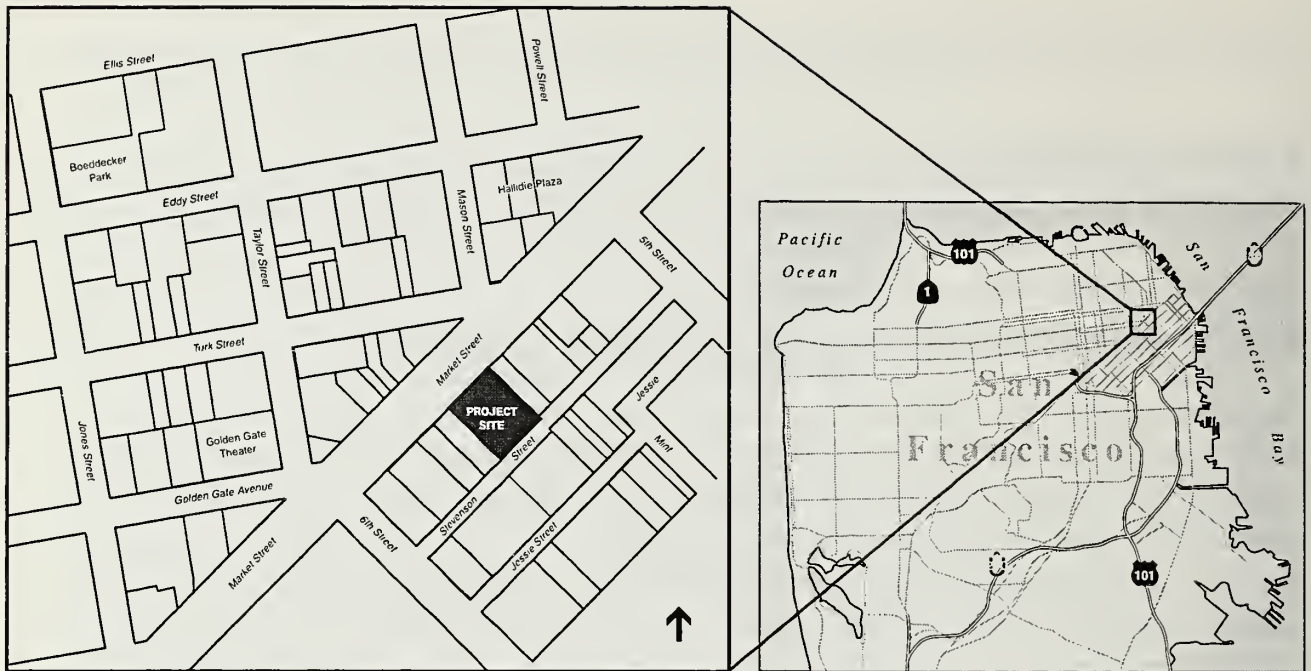 Ellis Street
Powell Street
Boeddecker
Park
Hallidie Plaza
Eddy Street
Mason Street
Taylor Street
5th Street
Turk Street
Market Street
Jessie
PROJECT
SITE
Jones Street
Golden Gate
Theater
Street
Mint
Golden Gate Avenue
Stevenson
6th Street
Jessie Street
Market Street
Pacific
Ocean
101
1
San
Francisco
Bay
San
Francisco
101